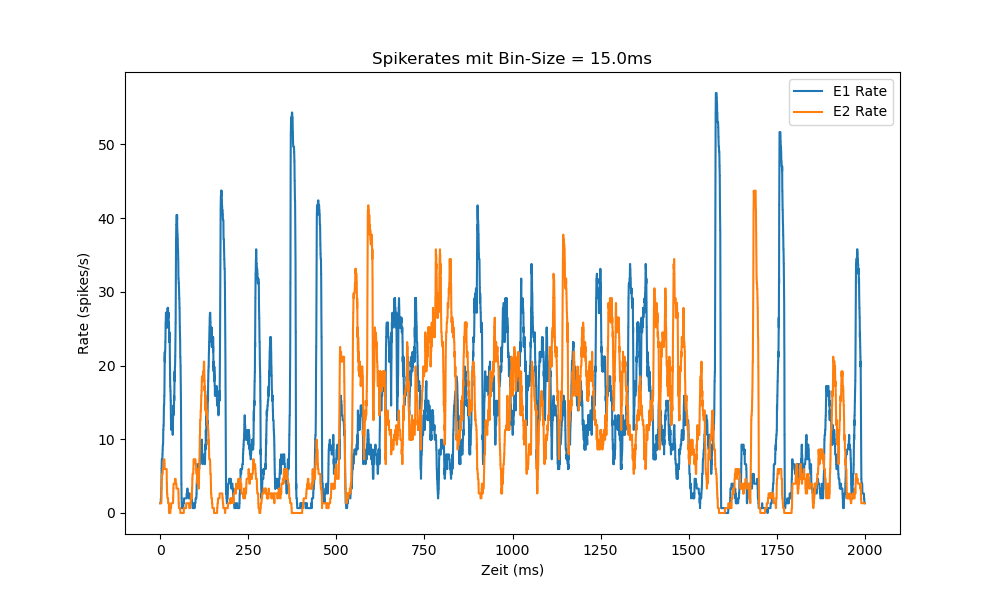 Spikerates mit Bin-Size = 15.0ms
E1 Rate
E2 Rate
50
40
30
20
10
0
Rate (spikes/s)
0 250 500 750 1000 1250 1500 1750 2000
Zeit (ms)